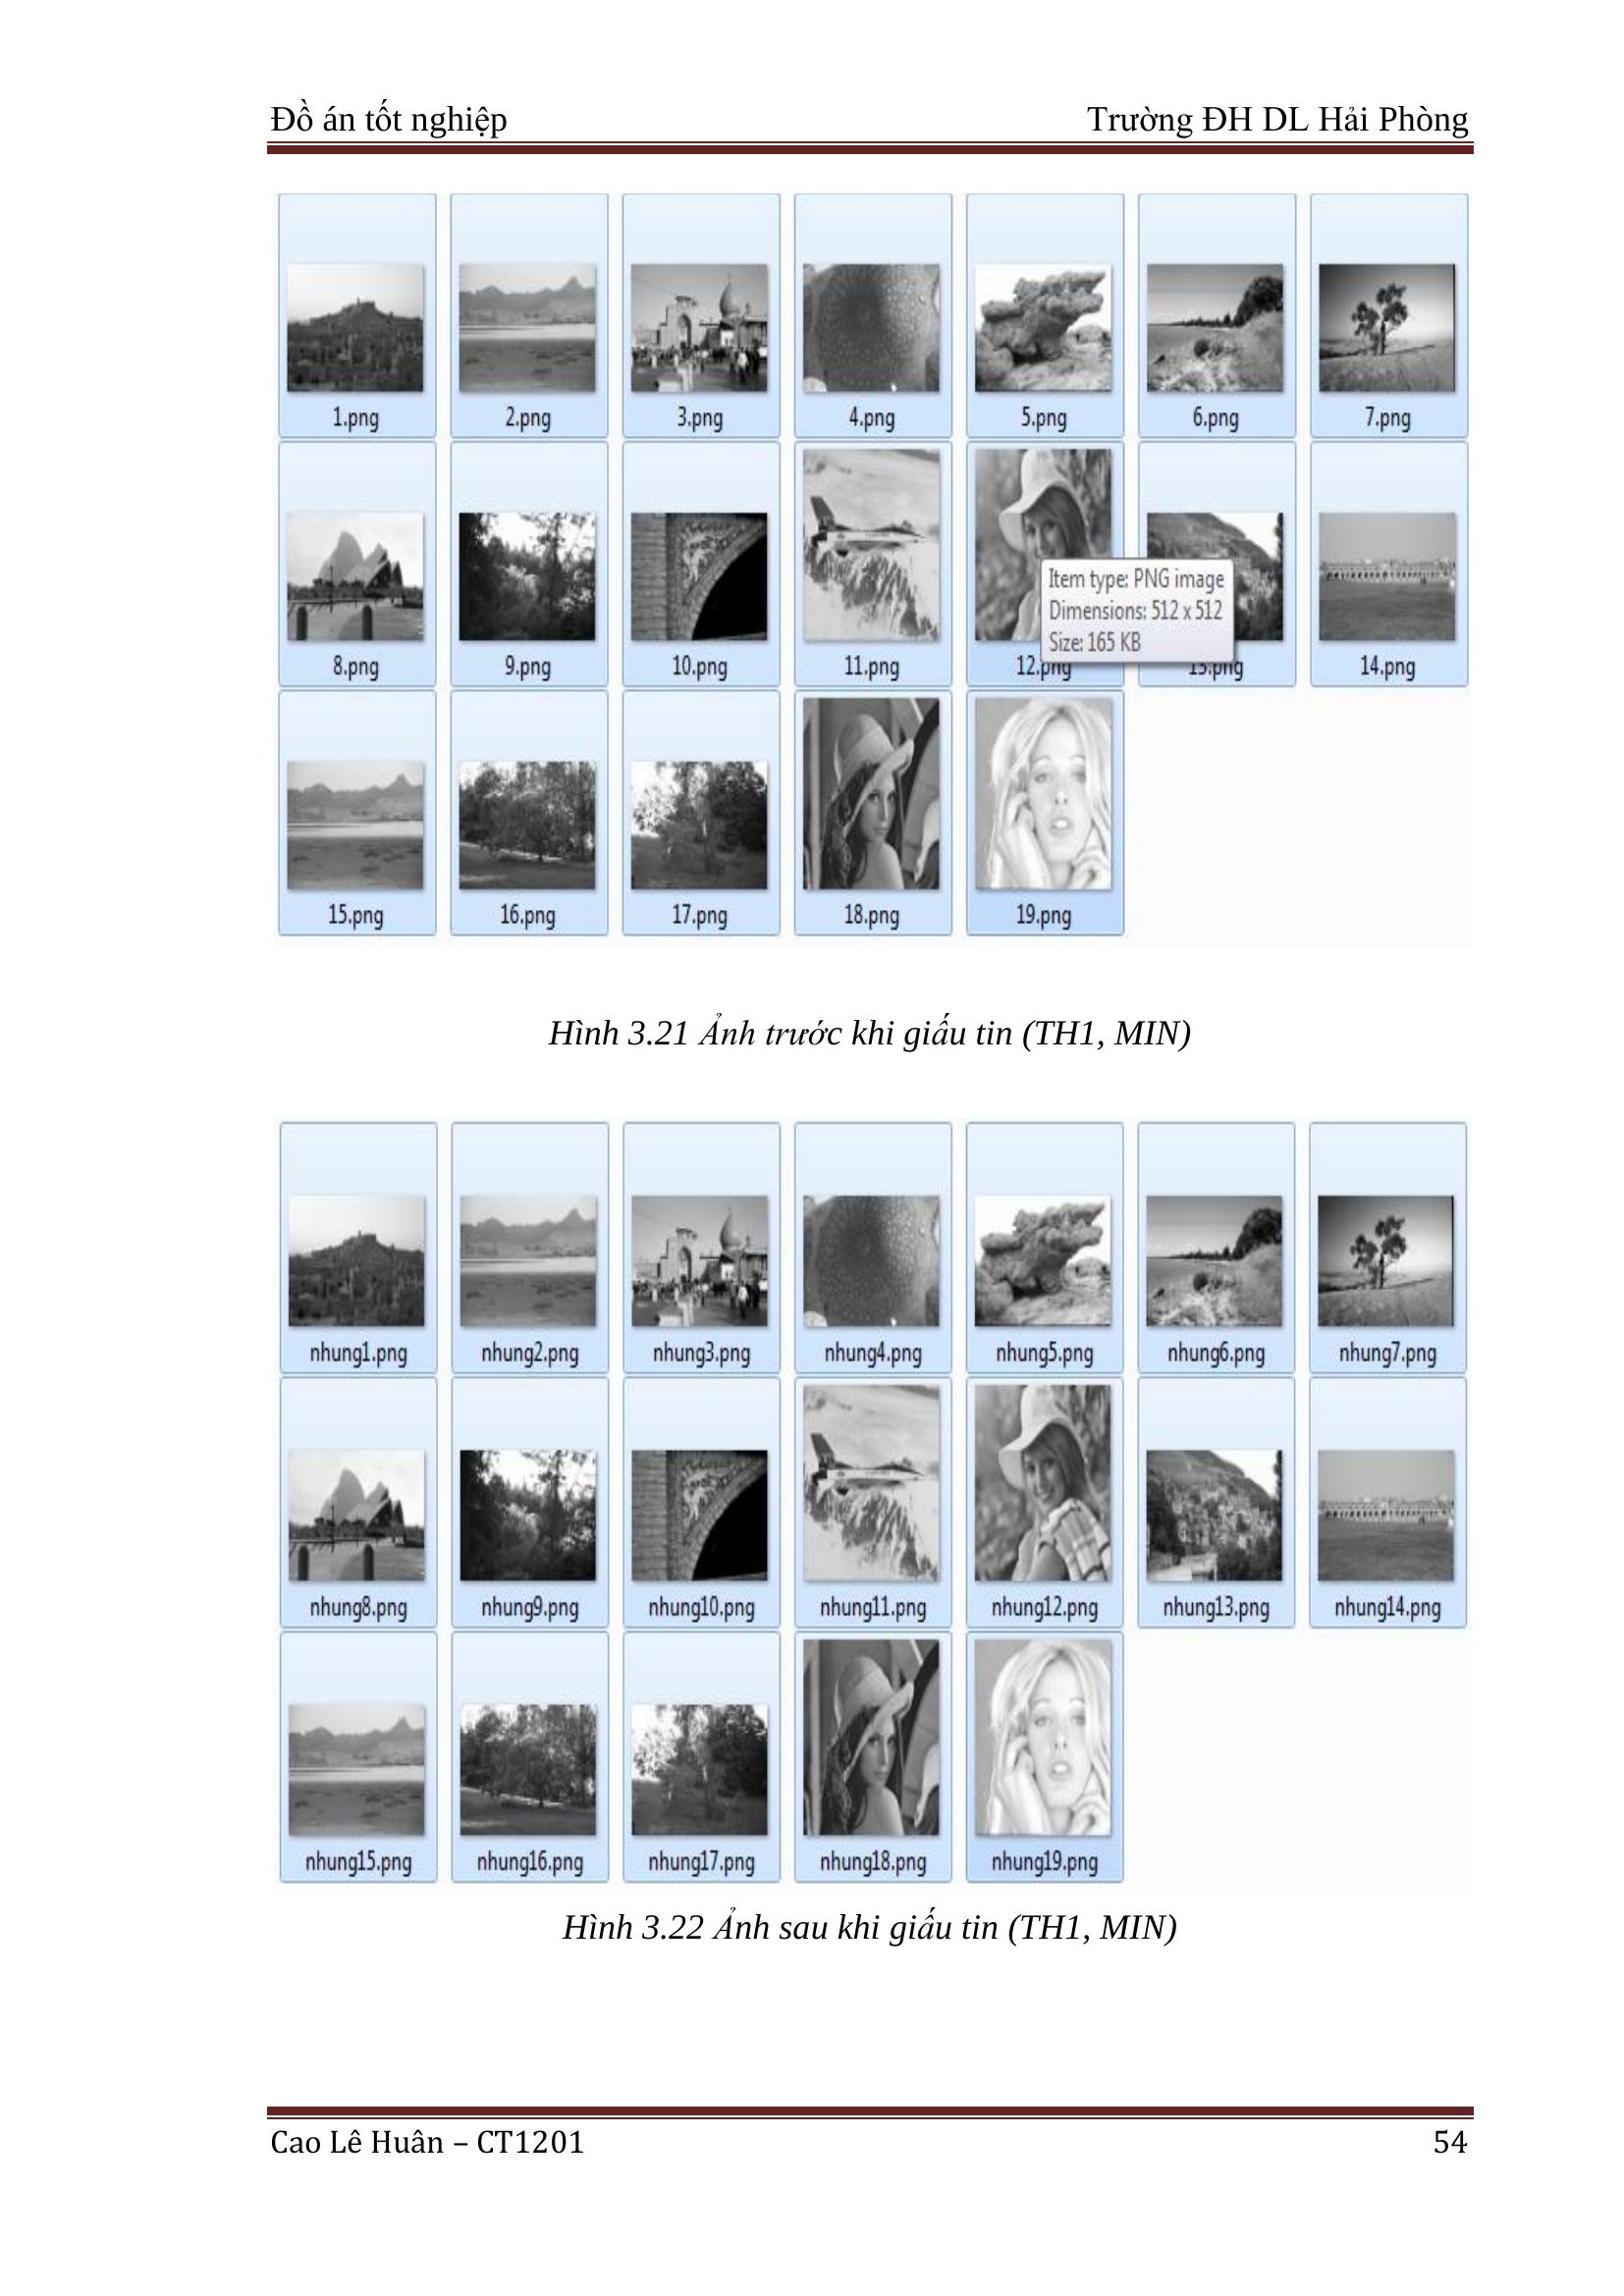 Đồ án tốt nghiệp Trường ĐH DL Hải Phòng
1.png 2.png 3.png 4.png 5.png 6.png 7.png
Item type: PNG image
Dimensions: 512 x 512
Size: 165 KB
8.png 9.png 10.png 11.png 12.png 13.png 14.png
15.png 16.png 17.png 18.png 19.png
Hình 3.21 Ảnh trước khi giấu tin (TH1, MIN)
nhung1.png nhung2.png nhung3.png nhung4.png nhung5.png nhung6.png nhung7.png
nhung8.png nhung9.png nhung10.png nhung11.png nhung12.png nhung13.png nhung14.png
nhung15.png nhung16.png nhung17.png nhung18.png nhung19.png
Hình 3.22 Ảnh sau khi giấu tin (TH1, MIN)
Cao Lê Huân – CT1201 54